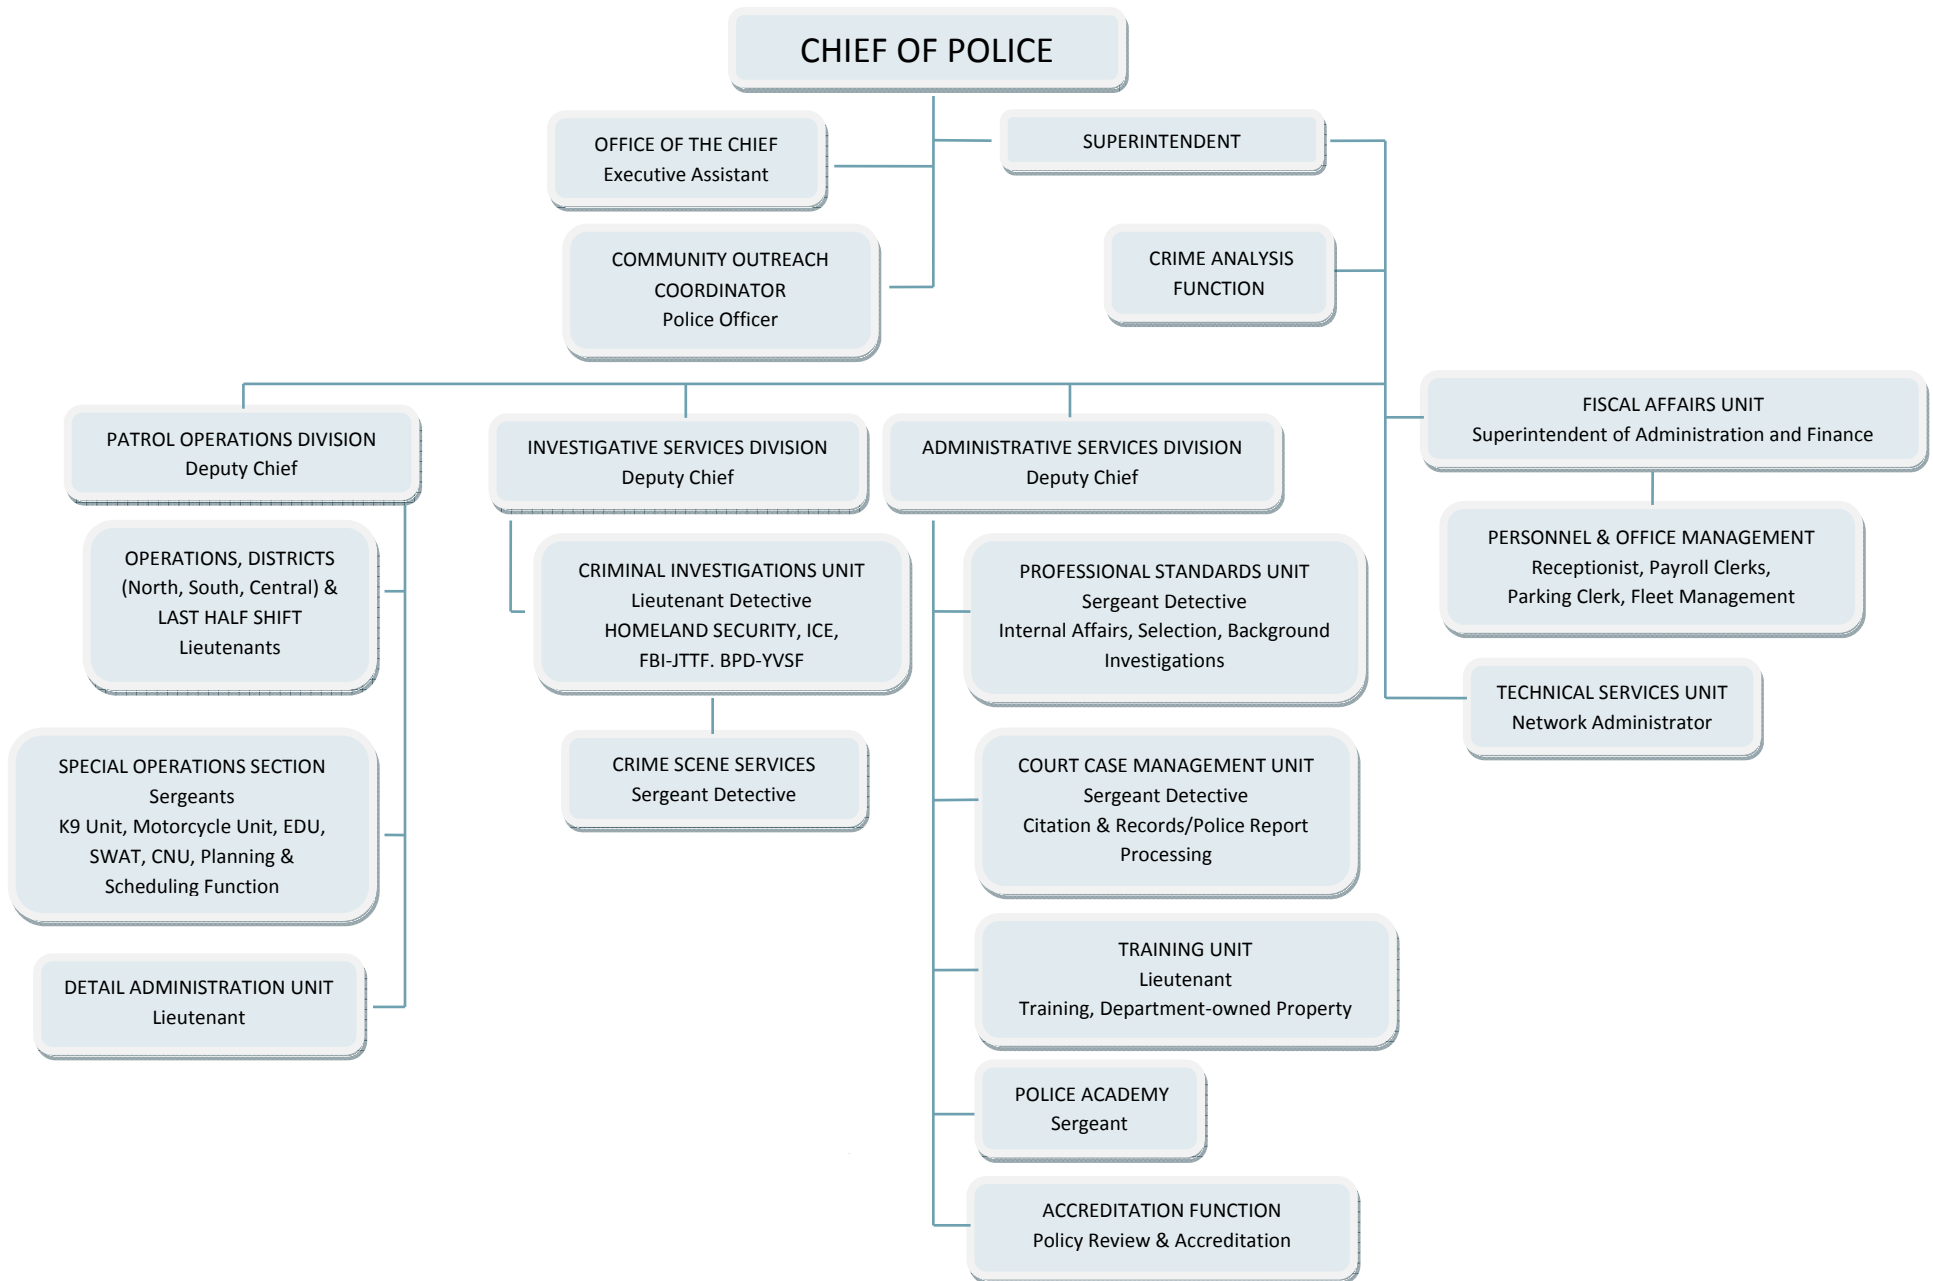 CHIEF OF POLICE
OFFICE OF THE CHIEF
Executive Assistant
SUPERINTENDENT
COMMUNITY OUTREACH
COORDINATOR
Police Officer
CRIME ANALYSIS
FUNCTION
PATROL OPERATIONS DIVISION
Deputy Chief
INVESTIGATIVE SERVICES DIVISION
Deputy Chief
ADMINISTRATIVE SERVICES DIVISION
Deputy Chief
FISCAL AFFAIRS UNIT
Superintendent of Administration and Finance
OPERATIONS, DISTRICTS
(North, South, Central) &
LAST HALF SHIFT
Lieutenants
CRIMINAL INVESTIGATIONS UNIT
Lieutenant Detective
HOMELAND SECURITY, ICE,
FBI-JTTF. BPD-YVSF
PROFESSIONAL STANDARDS UNIT
Sergeant Detective
Internal Affairs, Selection, Background
Investigations
PERSONNEL & OFFICE MANAGEMENT
Receptionist, Payroll Clerks,
Parking Clerk, Fleet Management
TECHNICAL SERVICES UNIT
Network Administrator
SPECIAL OPERATIONS SECTION
Sergeants
K9 Unit, Motorcycle Unit, EDU,
SWAT, CNU, Planning &
Scheduling Function
CRIME SCENE SERVICES
Sergeant Detective
COURT CASE MANAGEMENT UNIT
Sergeant Detective
Citation & Records/Police Report
Processing
DETAIL ADMINISTRATION UNIT
Lieutenant
TRAINING UNIT
Lieutenant
Training, Department-owned Property
POLICE ACADEMY
Sergeant
ACCREDITATION FUNCTION
Policy Review & Accreditation